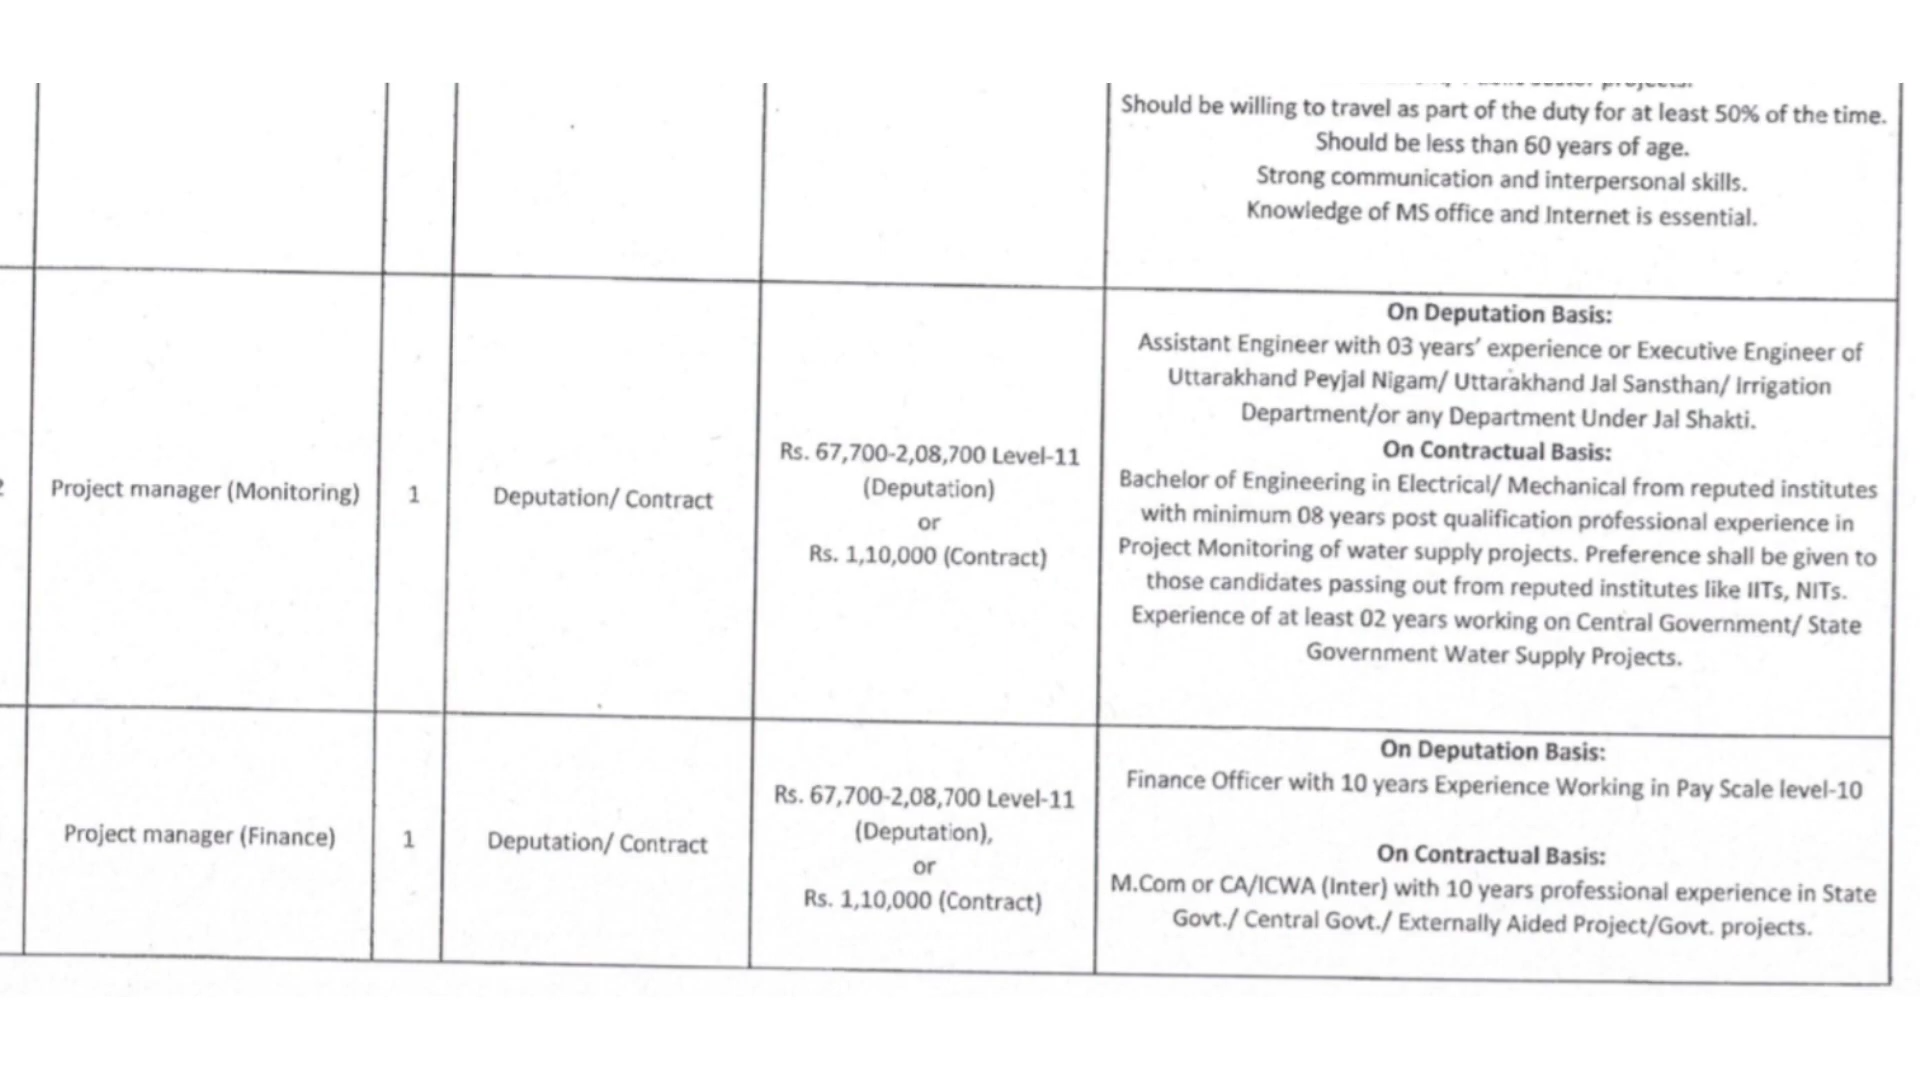 Should be willing to travel as part of the duty for at least 50% of the time.
Should be less than 60 years of age.
Strong communication and interpersonal skills.
Knowledge of MS office and Internet is essential.
Project manager (Monitoring)
1
Deputation/ Contract
Rs. 67,700-2,08,700 Level-11
(Deputation)
or
Rs. 1,10,000 (Contract)
On Deputation Basis:
Assistant Engineer with 03 years' experience or Executive Engineer of
Uttarakhand Peyjal Nigam/ Uttarakhand Jal Sansthan/ Irrigation
Department/or any Department Under Jal Shakti.
On Contractual Basis:
Bachelor of Engineering in Electrical/ Mechanical from reputed institutes
with minimum 08 years post qualification professional experience in
Project Monitoring of water supply projects. Preference shall be given to
those candidates passing out from reputed institutes like IITs, NITs.
Experience of at least 02 years working on Central Government/ State
Government Water Supply Projects.
Project manager (Finance)
1
Deputation/ Contract
Rs. 67,700-2,08,700 Level-11
(Deputation),
or
Rs. 1,10,000 (Contract)
On Deputation Basis:
Finance Officer with 10 years Experience Working in Pay Scale level-10
On Contractual Basis:
M.Com or CA/ICWA (Inter) with 10 years professional experience in State
Govt./ Central Govt./ Externally Aided Project/Govt. projects.